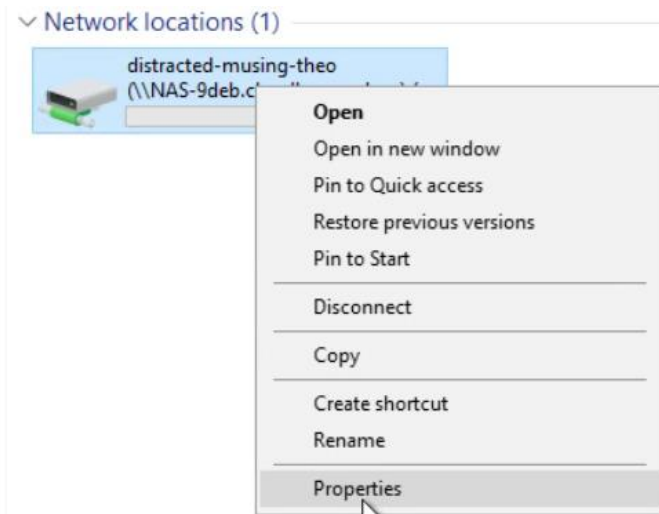 Network locations (1)
distracted-musing-theo
(\\NAS-9deb.c
Open
Open in new window
Pin to Quick access
Restore previous versions
Pin to Start
Disconnect
Copy
Create shortcut
Rename
Properties